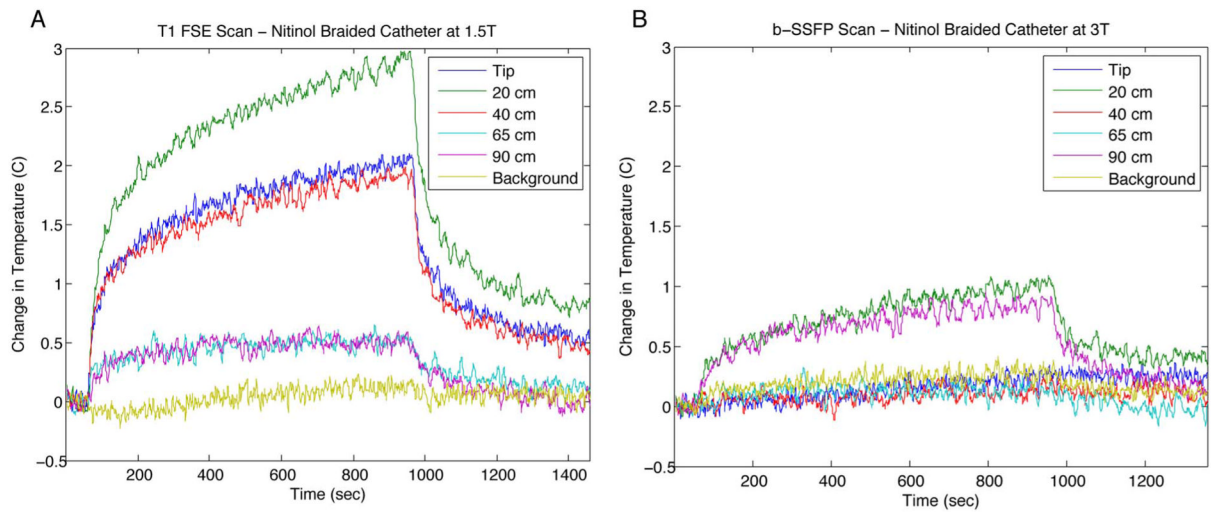 A
T1 FSE Scan – Nitinol Braided Catheter at 1.5T
3
2.5
2
1.5
1
0.5
0
−0.5
Change in Temperature (C)
Tip
20 cm
40 cm
65 cm
90 cm
Background
200
400
600
800
1000
1200
1400
Time (sec)
B
b−SSFP Scan – Nitinol Braided Catheter at 3T
3
2.5
2
1.5
1
0.5
0
−0.5
Change in Temperature (C)
Tip
20 cm
40 cm
65 cm
90 cm
Background
200
400
600
800
1000
1200
Time (sec)